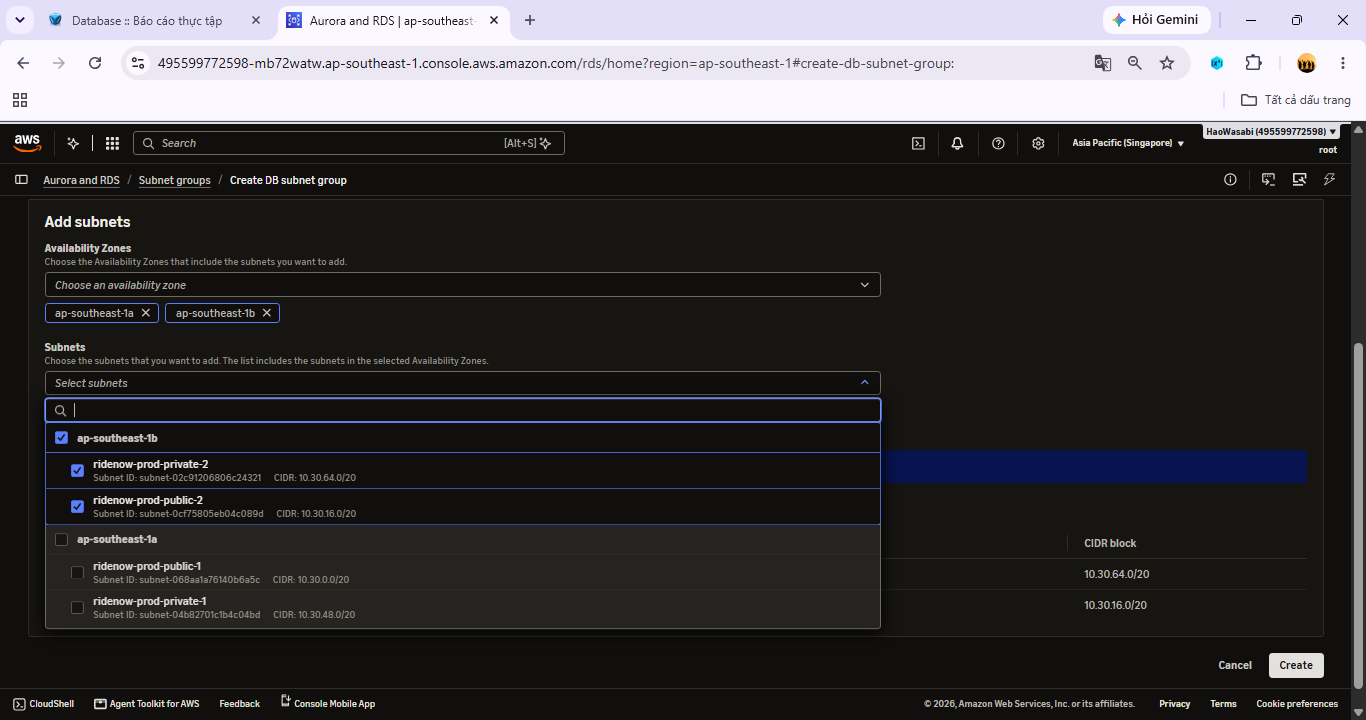 Database :: Báo cáo thực tập
Aurora and RDS | ap-southeast-
Hỏi Gemini
495599772598-mb72watw.ap-southeast-1.console.aws.amazon.com/rds/home?region=ap-southeast-1#create-db-subnet-group:
Tất cả dấu trang
aws
Search
[Alt+S]
Asia Pacific (Singapore)
HaoWasabi (495599772598)
root
Aurora and RDS / Subnet groups / Create DB subnet group
Add subnets
Availability Zones
Choose the Availability Zones that include the subnets you want to add.
Choose an availability zone
ap-southeast-1a
ap-southeast-1b
Subnets
Choose the subnets that you want to add. The list includes the subnets in the selected Availability Zones.
Select subnets
ap-southeast-1b
ridenow-prod-private-2
Subnet ID: subnet-02c91206806c24321 CIDR: 10.30.64.0/20
ridenow-prod-public-2
Subnet ID: subnet-0cf75805eb04c089d CIDR: 10.30.16.0/20
ap-southeast-1a
ridenow-prod-public-1
Subnet ID: subnet-068aa1a76140b6a5c CIDR: 10.30.0.0/20
ridenow-prod-private-1
Subnet ID: subnet-04b82701c1b4c04bd CIDR: 10.30.48.0/20
CIDR block
10.30.64.0/20
10.30.16.0/20
Cancel
Create
CloudShell
Agent Toolkit for AWS
Feedback
Console Mobile App
© 2026, Amazon Web Services, Inc. or its affiliates.
Privacy
Terms
Cookie preferences